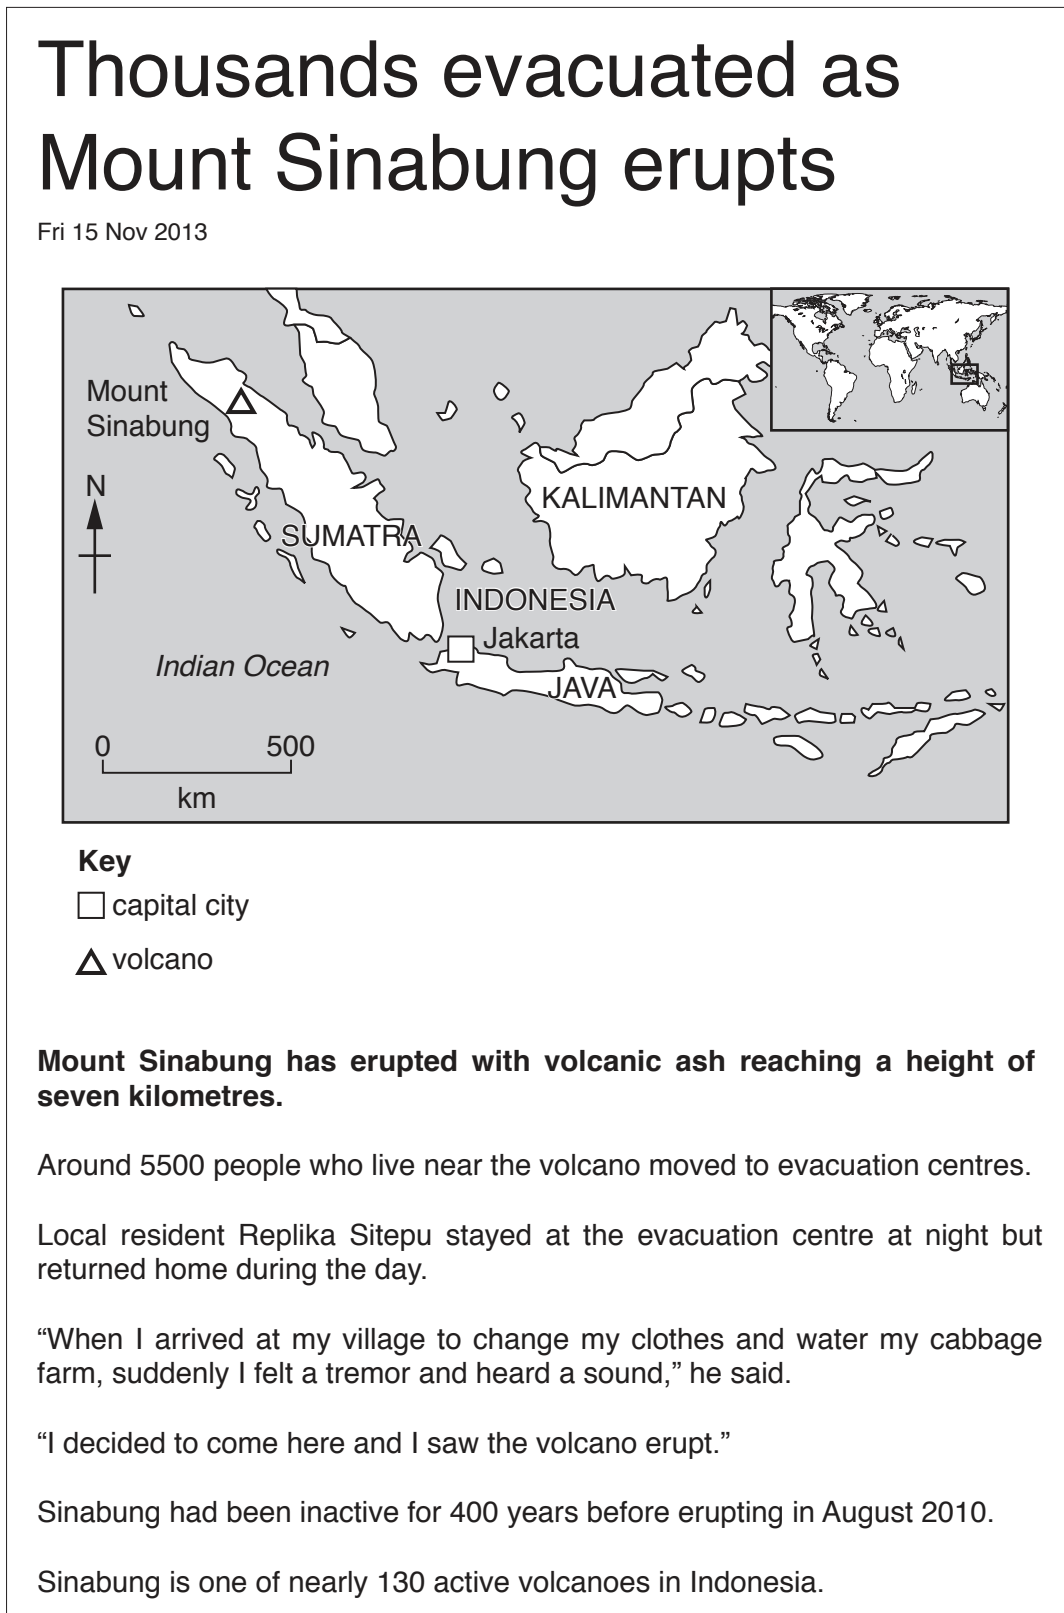 Thousands evacuated as
Mount Sinabung erupts
Fri 15 Nov 2013
Mount
Sinabung
N
SUMATRA
KALIMANTAN
INDONESIA
Jakarta
Indian Ocean
JAVA
0 500
km
Key
capital city
volcano
Mount Sinabung has erupted with volcanic ash reaching a height of
seven kilometres.
Around 5500 people who live near the volcano moved to evacuation centres.
Local resident Replika Sitepu stayed at the evacuation centre at night but
returned home during the day.
“When I arrived at my village to change my clothes and water my cabbage
farm, suddenly I felt a tremor and heard a sound,” he said.
“I decided to come here and I saw the volcano erupt.”
Sinabung had been inactive for 400 years before erupting in August 2010.
Sinabung is one of nearly 130 active volcanoes in Indonesia.